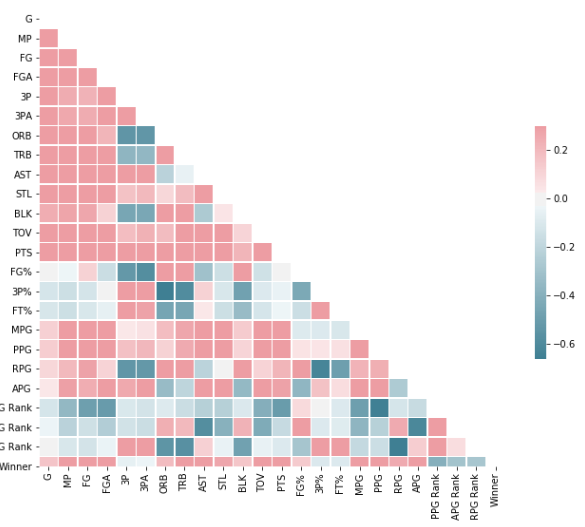 G
MP
FG
FGA
3P
3PA
ORB
TRB
AST
STL
BLK
TOV
PTS
FG%
3P%
FT%
MPG
PPG
RPG
APG
G Rank
G Rank
G Rank
Winner
G MP FG FGA 3P 3PA ORB TRB AST STL BLK TOV PTS FG% 3P% FT% MPG PPG RPG APG PPG Rank APG Rank RPG Rank Winner
0.2
0.0
-0.2
-0.4
-0.6